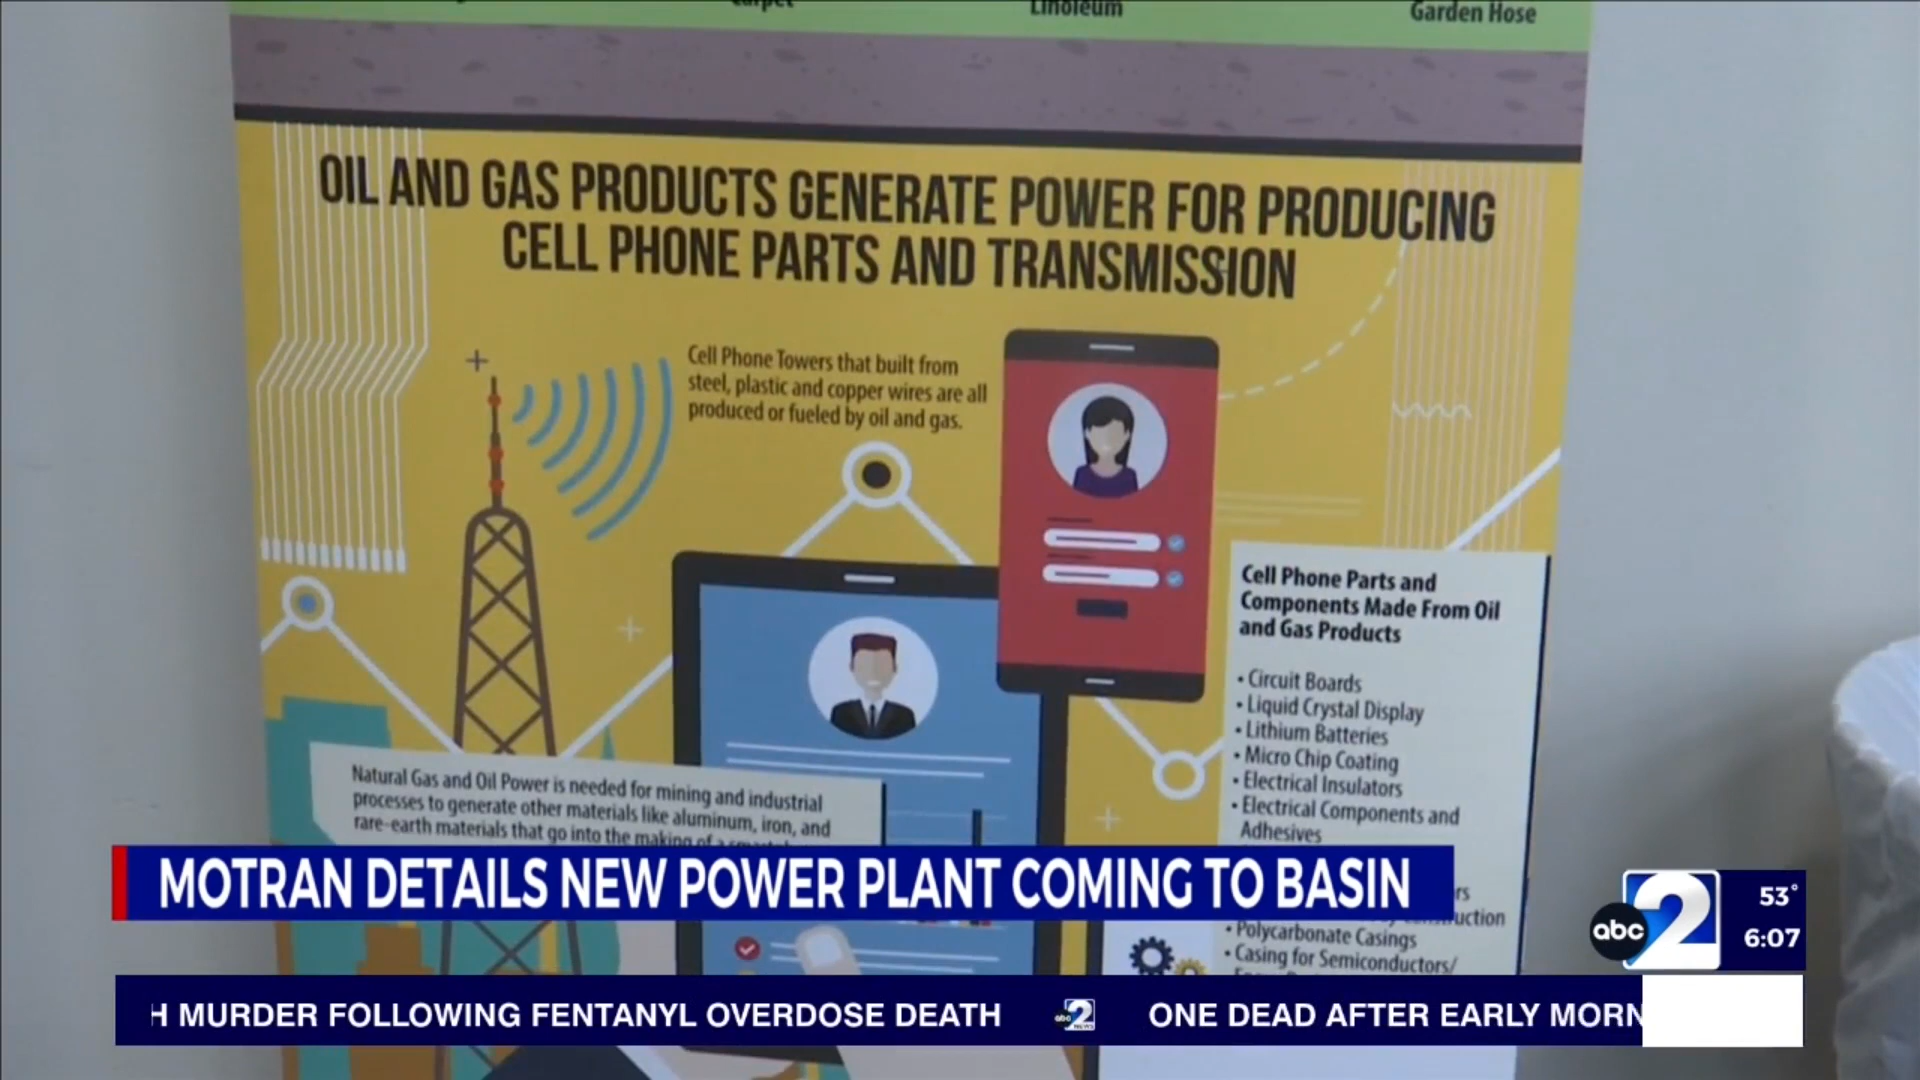 Linoleum
Garden Hose
OIL AND GAS PRODUCTS GENERATE POWER FOR PRODUCING
CELL PHONE PARTS AND TRANSMISSION
Cell Phone Towers that built from
steel, plastic and copper wires are all
produced or fueled by oil and gas.
Cell Phone Parts and
Components Made From Oil
and Gas Products
• Circuit Boards
• Liquid Crystal Display
• Lithium Batteries
• Micro Chip Coating
• Electrical Insulators
• Electrical Components and
Adhesives
• Polycarbonate Casings
• Casing for Semiconductors/
Natural Gas and Oil Power is needed for mining and industrial
processes to generate other materials like aluminum, iron, and
rare-earth materials that go into the making of a
MOTRAN DETAILS NEW POWER PLANT COMING TO BASIN
abc 2
53°
6:07
H MURDER FOLLOWING FENTANYL OVERDOSE DEATH abc 2 NEWS ONE DEAD AFTER EARLY MORN